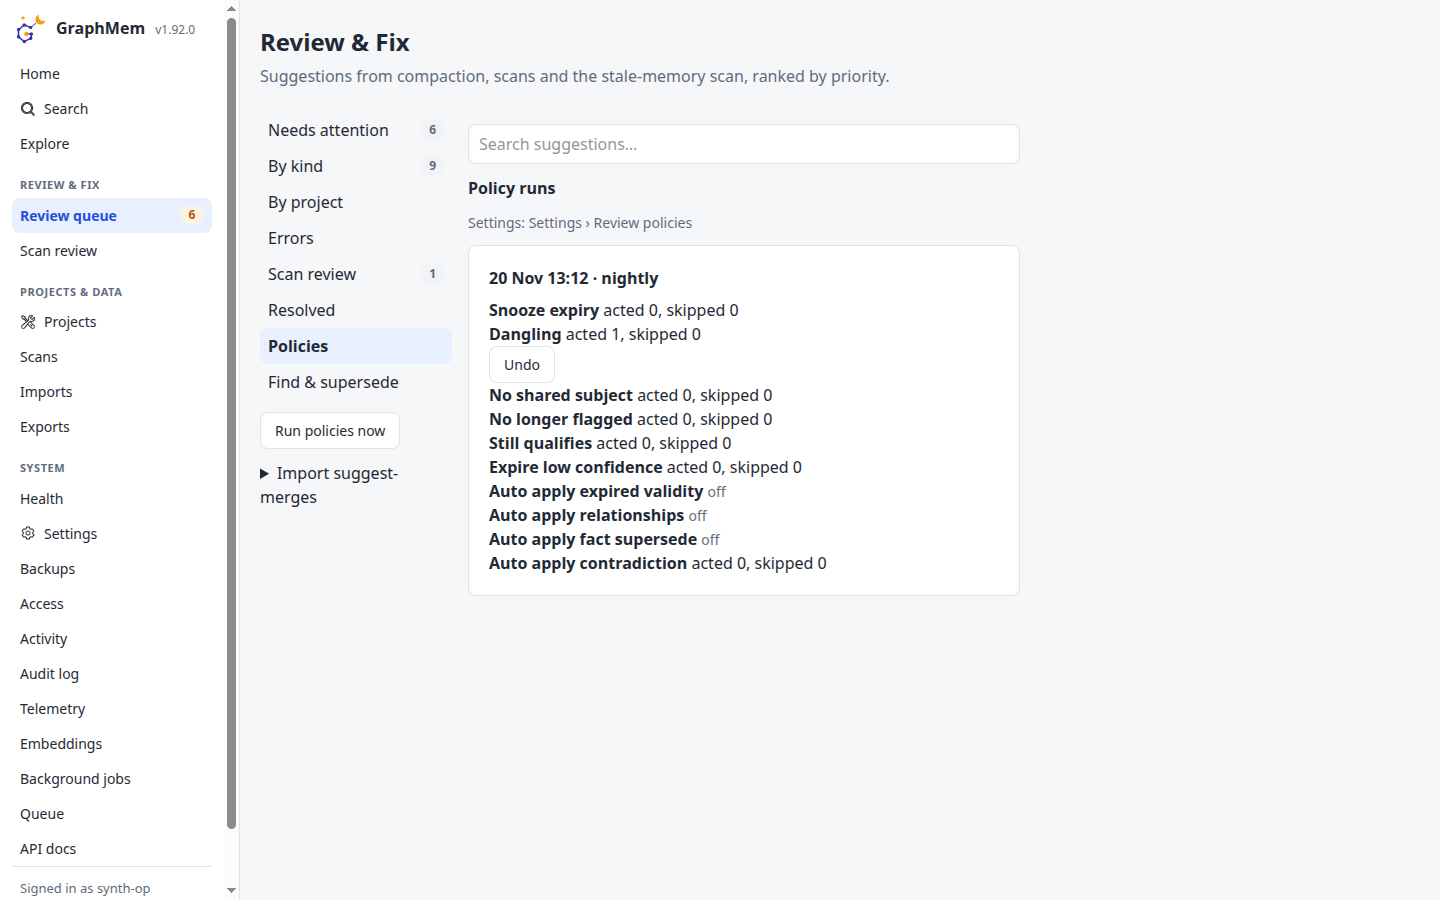 GraphMem v1.92.0
Home
Search
Explore
REVIEW & FIX
Review queue 6
Scan review
PROJECTS & DATA
Projects
Scans
Imports
Exports
SYSTEM
Health
Settings
Backups
Access
Activity
Audit log
Telemetry
Embeddings
Background jobs
Queue
API docs
Signed in as synth-op
Review & Fix
Suggestions from compaction, scans and the stale-memory scan, ranked by priority.
Needs attention 6
By kind 9
By project
Errors
Scan review 1
Resolved
Policies
Find & supersede
Run policies now
Import suggest-
merges
Search suggestions...
Policy runs
Settings: Settings › Review policies
20 Nov 13:12 · nightly
Snooze expiry acted 0, skipped 0
Dangling acted 1, skipped 0
Undo
No shared subject acted 0, skipped 0
No longer flagged acted 0, skipped 0
Still qualifies acted 0, skipped 0
Expire low confidence acted 0, skipped 0
Auto apply expired validity off
Auto apply relationships off
Auto apply fact supersede off
Auto apply contradiction acted 0, skipped 0